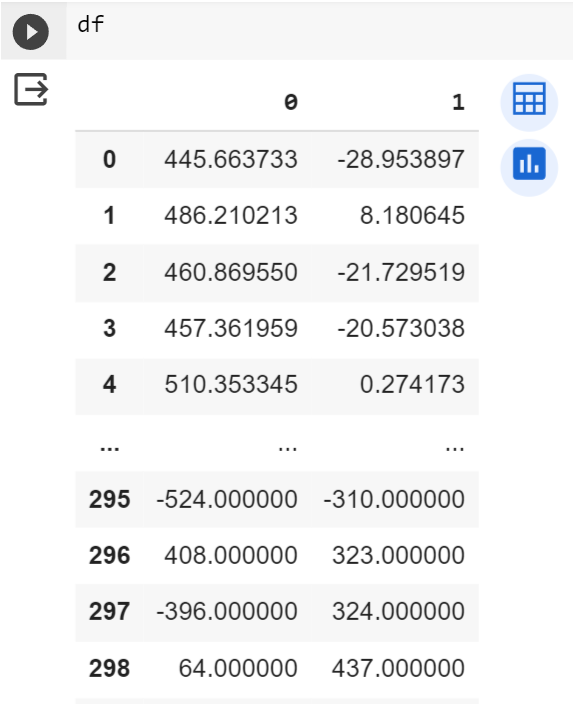 df
0 1
0 445.663733 -28.953897
1 486.210213 8.180645
2 460.869550 -21.729519
3 457.361959 -20.573038
4 510.353345 0.274173
... ... ...
295 -524.000000 -310.000000
296 408.000000 323.000000
297 -396.000000 324.000000
298 64.000000 437.000000